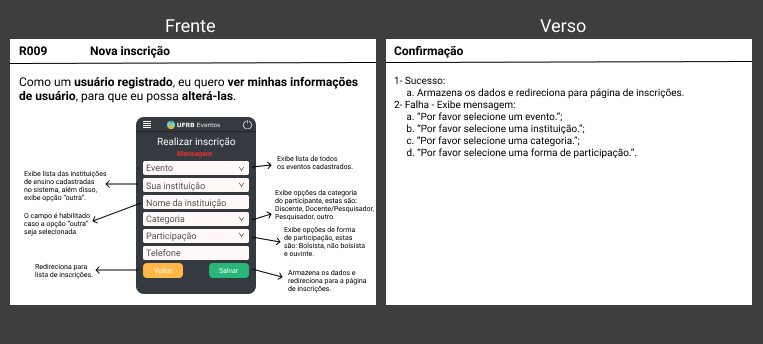 Frente
Verso
R009 Nova inscrição
Como um usuário registrado, eu quero ver minhas informações
de usuário, para que eu possa alterá-las.
UFRB Eventos
Realizar inscrição
Mensagem
Evento
Sua instituição
Nome da instituição
Categoria
Participação
Telefone
Voltar
Salvar
Exibe lista das instituições
de ensino cadastradas
no sistema, além disso,
exibe opção "outra".
O campo é habilitado
caso a opção "outra"
seja selecionada.
Redireciona para
lista de inscrições.
Exibe lista de todos
os eventos cadastrados.
Exibe opções da categoria
do participante, estas são:
Discente, Docente/Pesquisador,
Pesquisador, outro.
Exibe opções de forma
de participação, estas
são: Bolsista, não bolsista
e ouvinte.
Armazena os dados e
redireciona para a página
de inscrições.
Confirmação
1- Sucesso:
a. Armazena os dados e redireciona para página de inscrições.
2- Falha - Exibe mensagem:
a. “Por favor selecione um evento.”;
b. “Por favor selecione uma instituição.”;
c. “Por favor selecione uma categoria.”;
d. “Por favor selecione uma forma de participação.”.